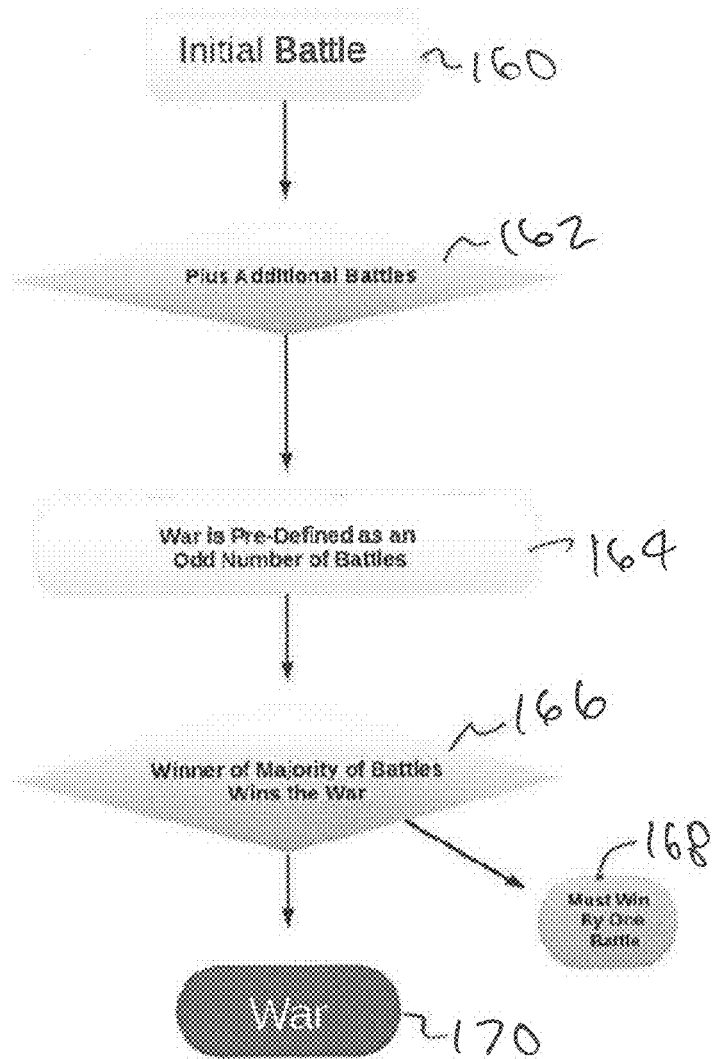 Initial Battle
160
162
Plus Additional Battles
War is Pre-Defined as an
Odd Number of Battles
164
166
Winner of Majority of Battles
Wins the War
168
Must Win
By One
Battle
War
170